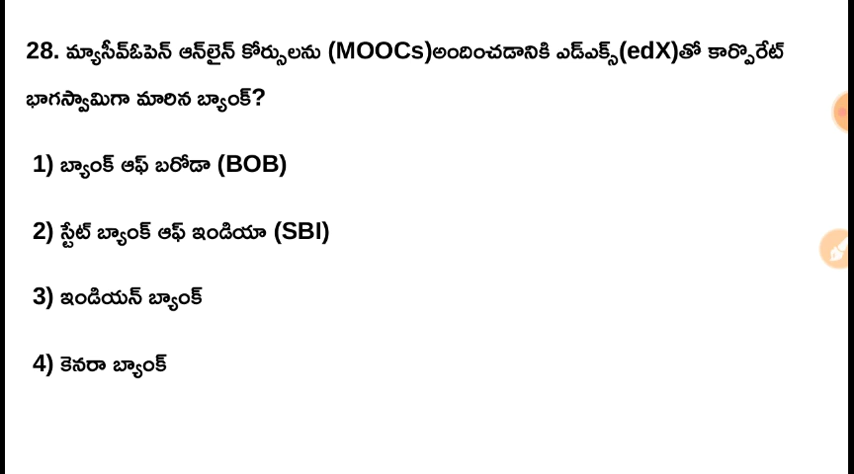 28. మ్యాసీవ్ఓపెన్ ఆన్‌లైన్ కోర్సులను (MOOCs)అందించడానికి ఎడ్ఎక్స్(edX)తో కార్పొరేట్
భాగస్వామిగా మారిన బ్యాంక్?
1) బ్యాంక్ ఆఫ్ బరోడా (BOB)
2) స్టేట్ బ్యాంక్ ఆఫ్ ఇండియా (SBI)
3) ఇండియన్ బ్యాంక్
4) కెనరా బ్యాంక్